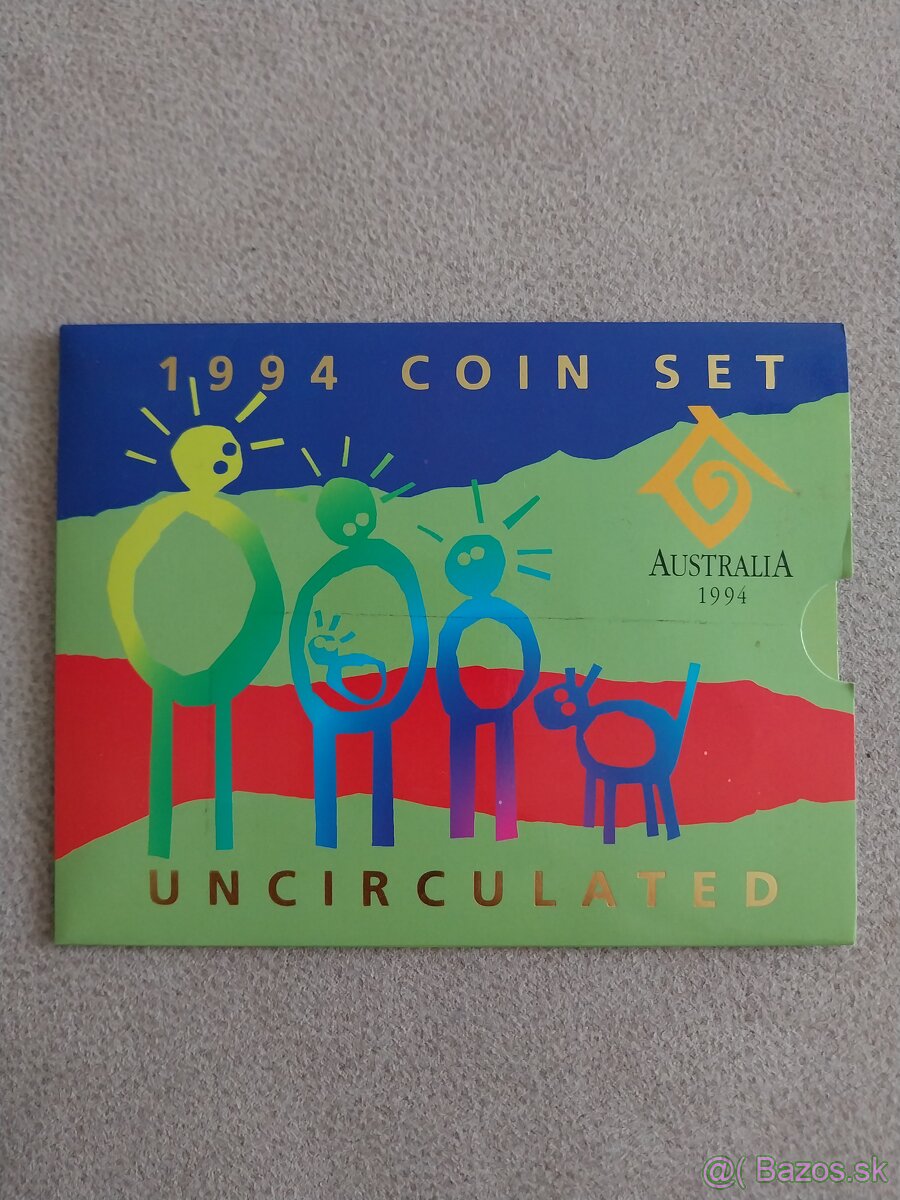 1994 COIN SET
AUSTRALIA
1994
UNCIRCULATED
@( Bazos.sk